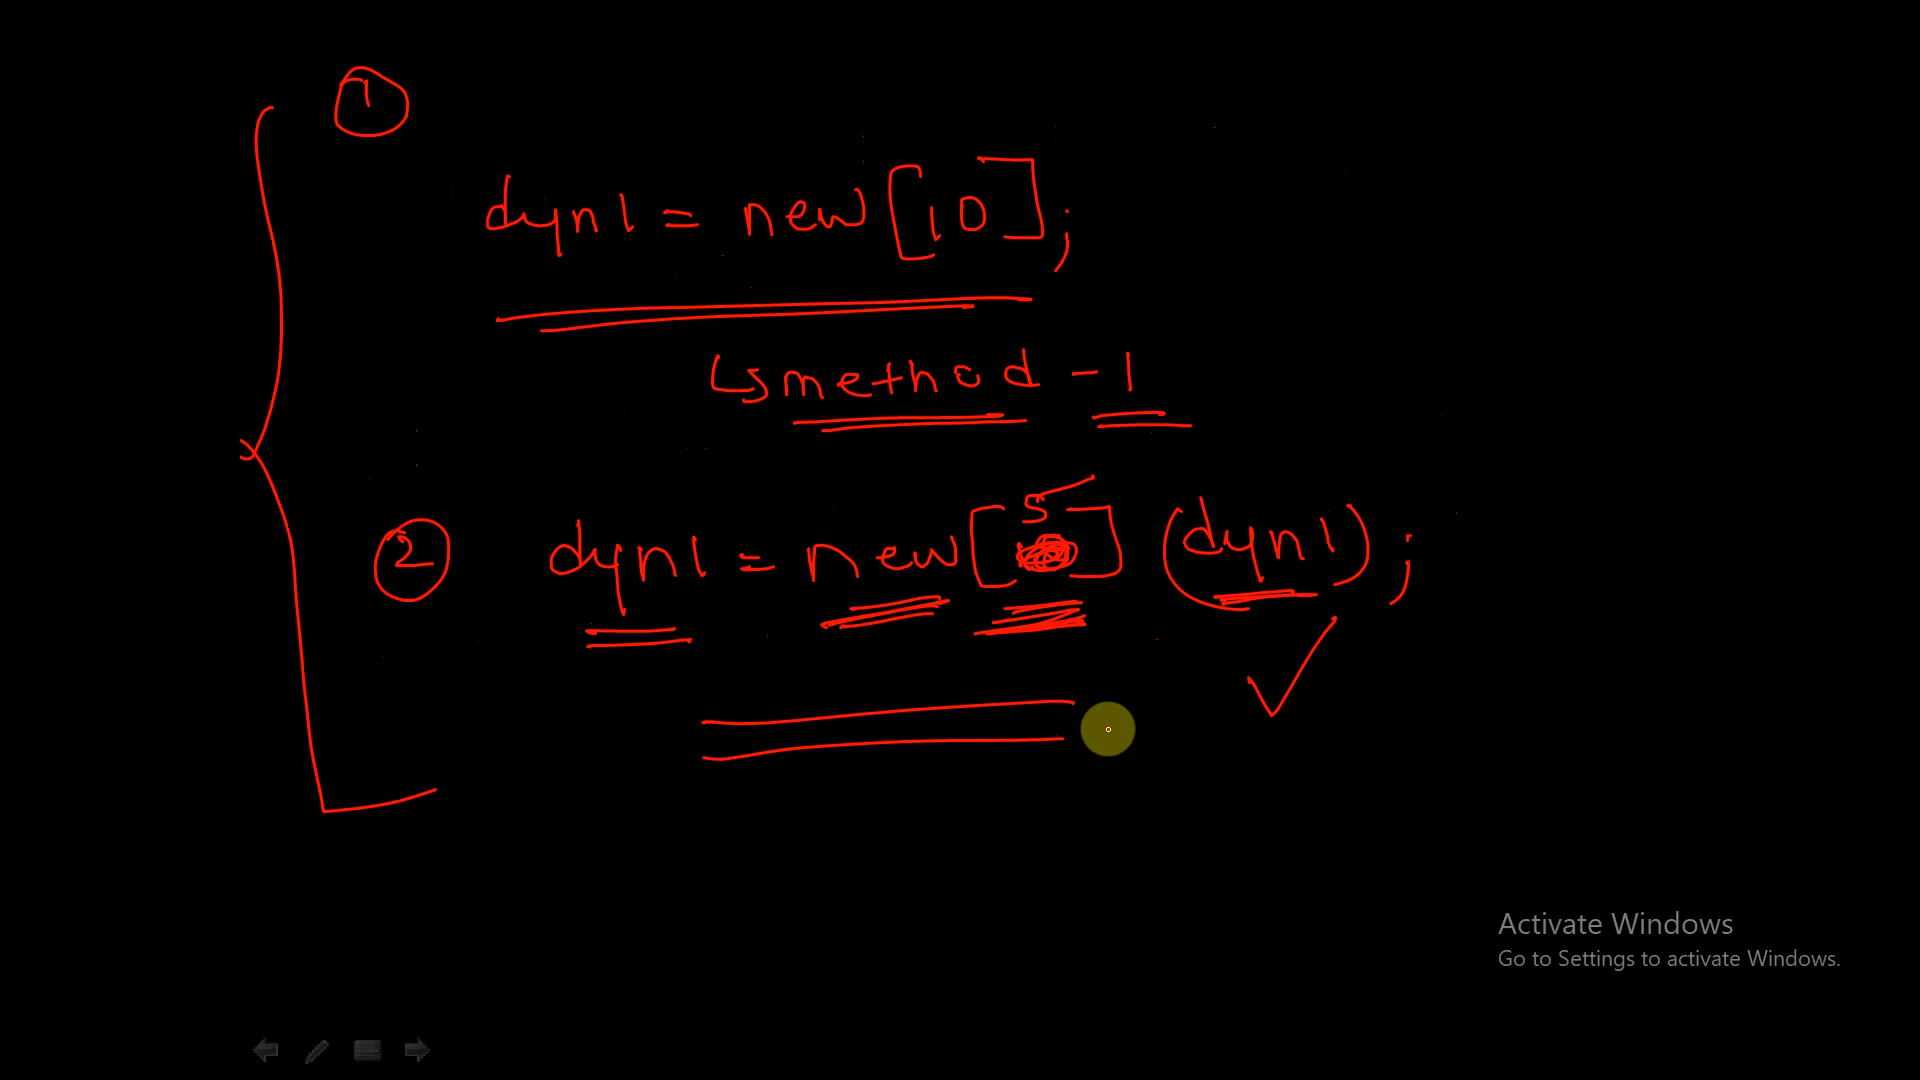 1
dyn1 = new[10];
↳ method - 1
2 dyn1 = new[5] (dyn1);
Activate Windows
Go to Settings to activate Windows.